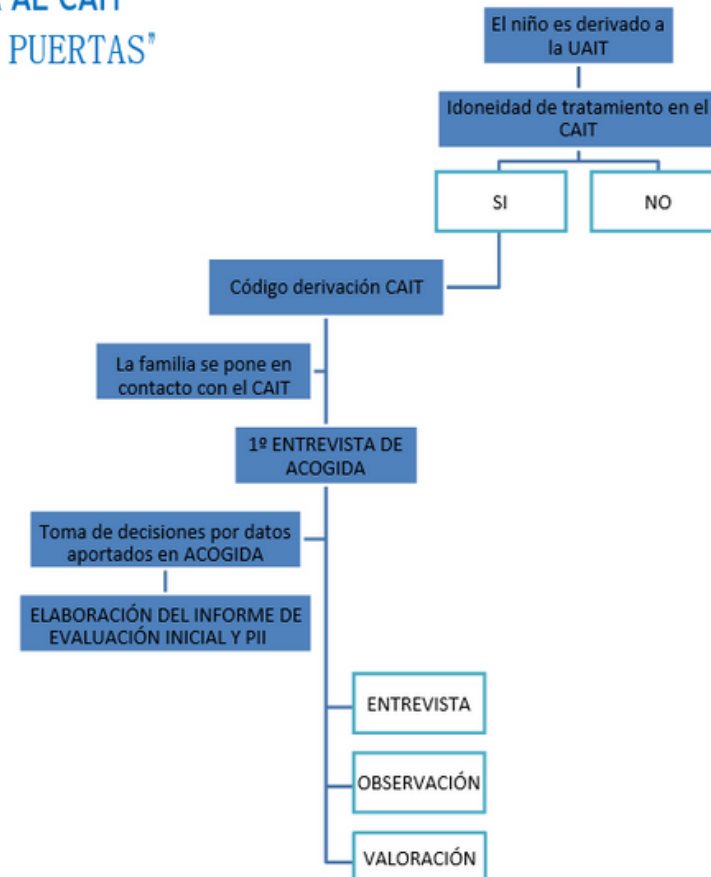 AL CAIT
PUERTAS"
El niño es derivado a
la UAIT
Idoneidad de tratamiento en el
CAIT
SI
NO
Código derivación CAIT
La familia se pone en
contacto con el CAIT
1º ENTREVISTA DE
ACOGIDA
Toma de decisiones por datos
aportados en ACOGIDA
ELABORACIÓN DEL INFORME DE
EVALUACIÓN INICIAL Y PII
ENTREVISTA
OBSERVACIÓN
VALORACIÓN